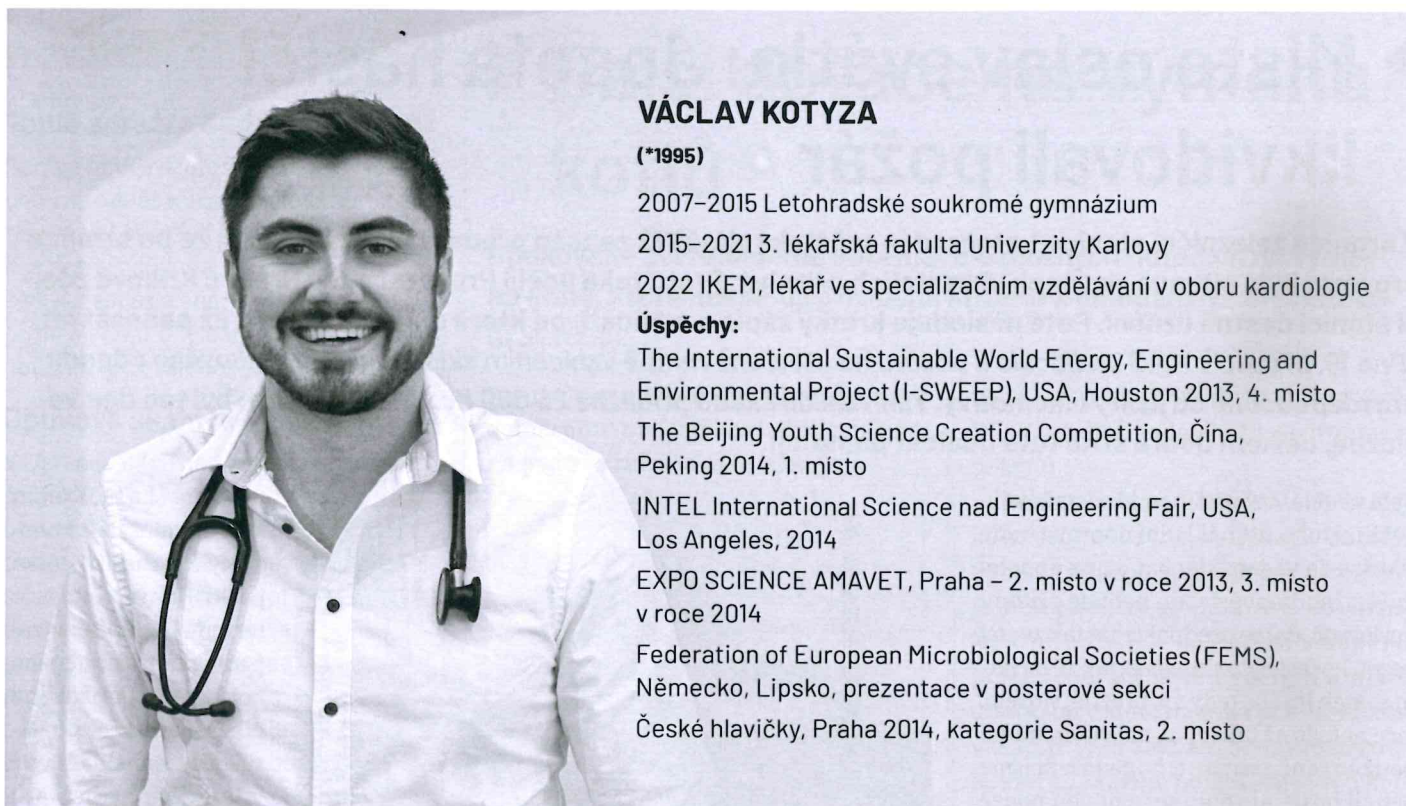 VÁCLAV KOTYZA
(*1995)
2007–2015 Letohradské soukromé gymnázium
2015–2021 3. lékařská fakulta Univerzity Karlovy
2022 IKEM, lékař ve specializačním vzdělávání v oboru kardiologie
Úspěchy:
The International Sustainable World Energy, Engineering and
Environmental Project (I-SWEEP), USA, Houston 2013, 4. místo
The Beijing Youth Science Creation Competition, Čína,
Peking 2014, 1. místo
INTEL International Science nad Engineering Fair, USA,
Los Angeles, 2014
EXPO SCIENCE AMAVET, Praha – 2. místo v roce 2013, 3. místo
v roce 2014
Federation of European Microbiological Societies (FEMS),
Německo, Lipsko, prezentace v posterové sekci
České hlavičky, Praha 2014, kategorie Sanitas, 2. místo